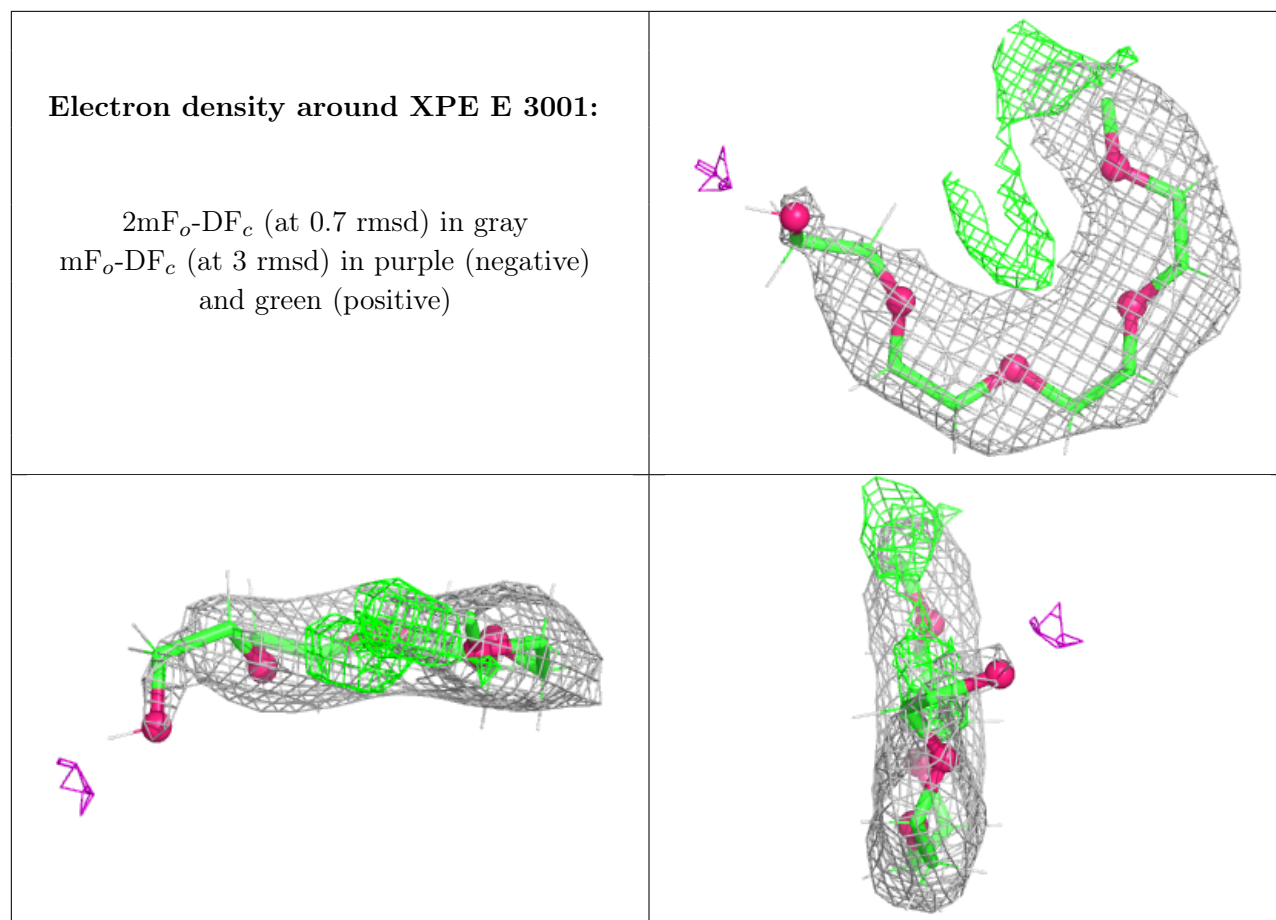 Electron density around XPE E 3001:
2mFₒ-DF𝒸 (at 0.7 rmsd) in gray
mFₒ-DF𝒸 (at 3 rmsd) in purple (negative)
and green (positive)